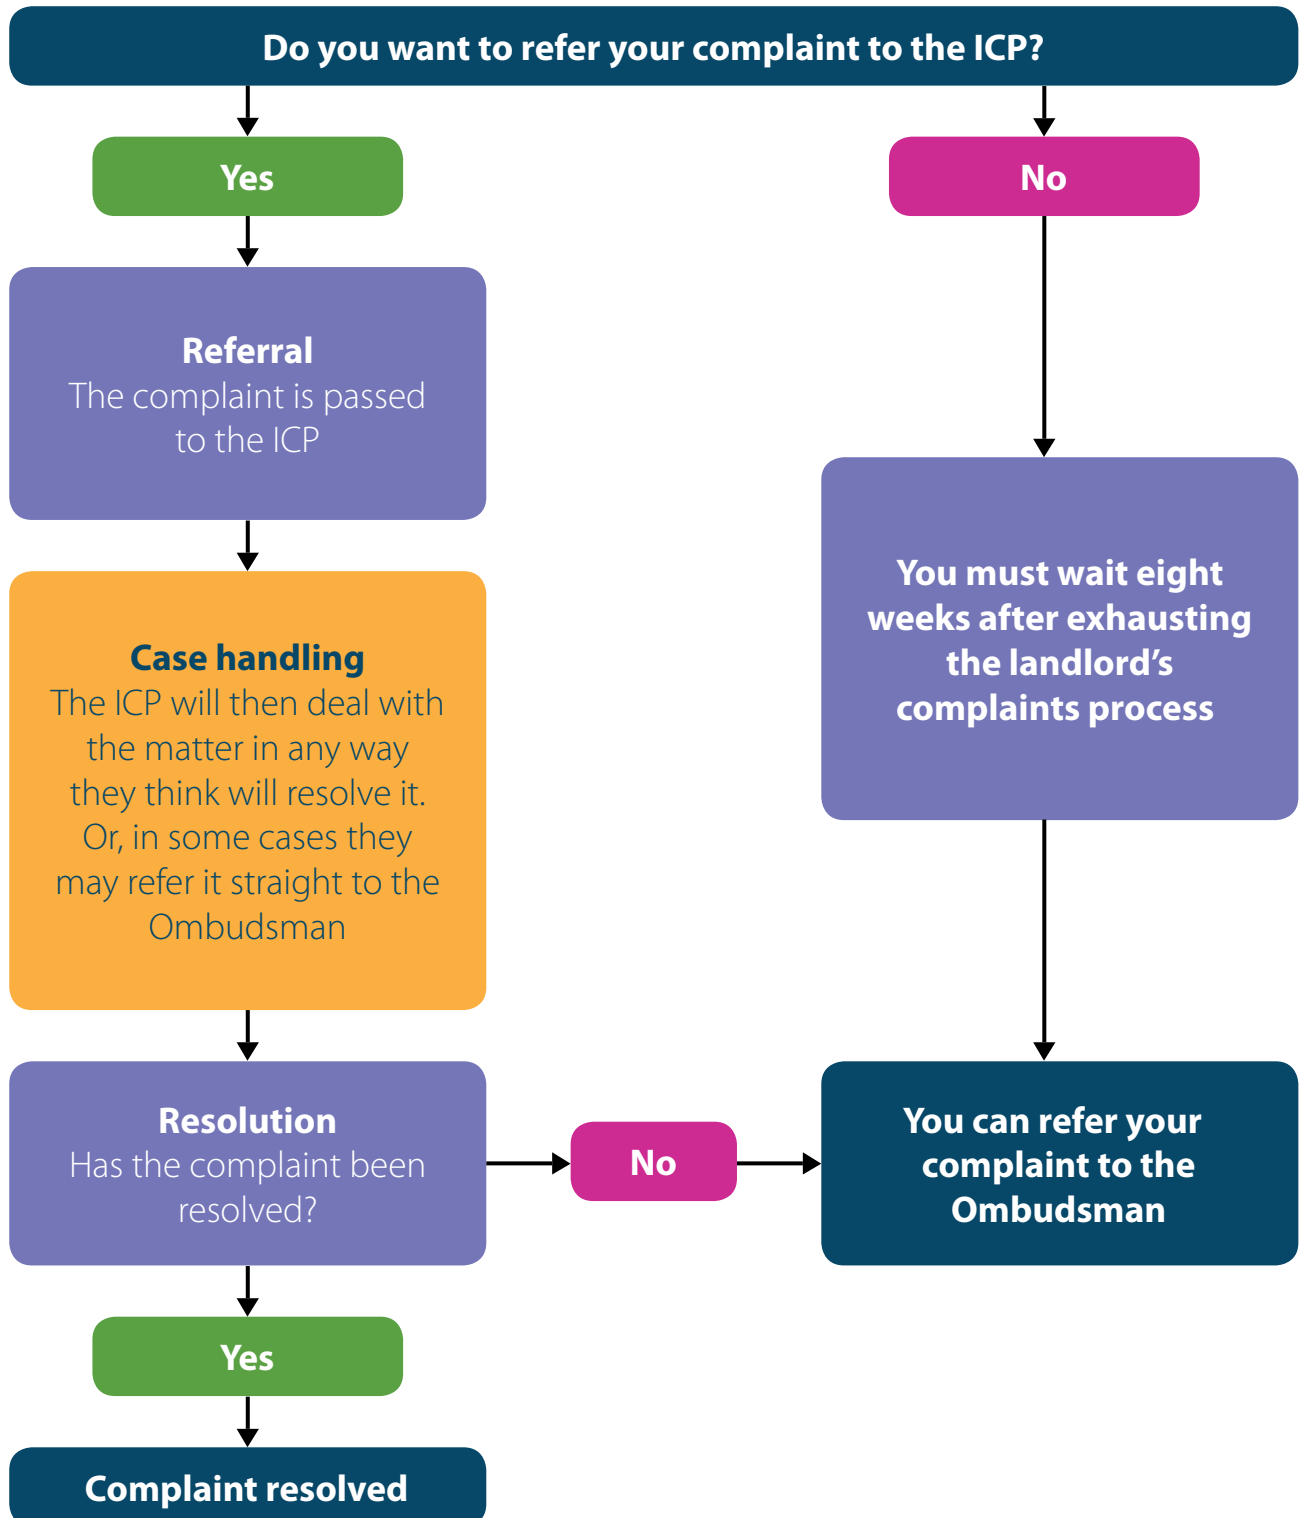 Do you want to refer your complaint to the ICP?
Yes
No
Referral
The complaint is passed
to the ICP
Case handling
The ICP will then deal with
the matter in any way
they think will resolve it.
Or, in some cases they
may refer it straight to the
Ombudsman
You must wait eight
weeks after exhausting
the landlord’s
complaints process
Resolution
Has the complaint been
resolved?
No
You can refer your
complaint to the
Ombudsman
Yes
Complaint resolved